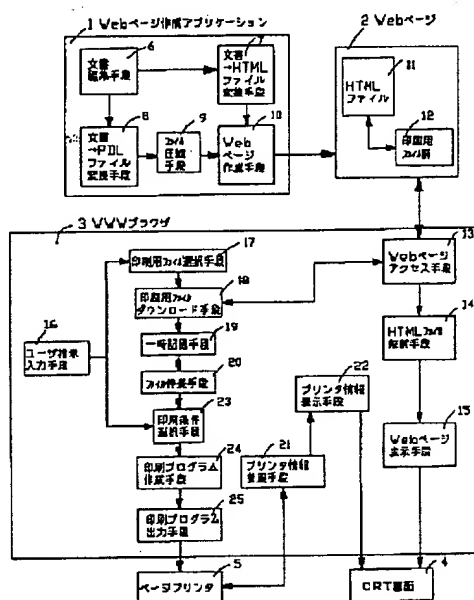 1 Webページ作成アプリケーション
6
文書
編集手段
7
文書
→HTML
ファイル
変換手段
8
文書
→PDL
ファイル
変換手段
9
ファイル
圧縮
手段
10
Web
ページ
作成手段
2 Webページ
11
HTML
ファイル
12
印刷用
ファイル群
3 WWWブラウザ
13
Webページ
アクセス手段
14
HTMLファイル
解釈手段
15
Webページ
表示手段
16
ユーザ指示
入力手段
17
印刷用ファイル選択手段
18
印刷用ファイル
ダウンロード手段
19
一時記憶手段
20
ファイル伸長手段
23
印刷条件
選択手段
24
印刷プログラム
作成手段
25
印刷プログラム
出力手段
21
プリンタ情報
手段
22
プリンタ情報
表示手段
5
ページプリンタ
4
CRT画面